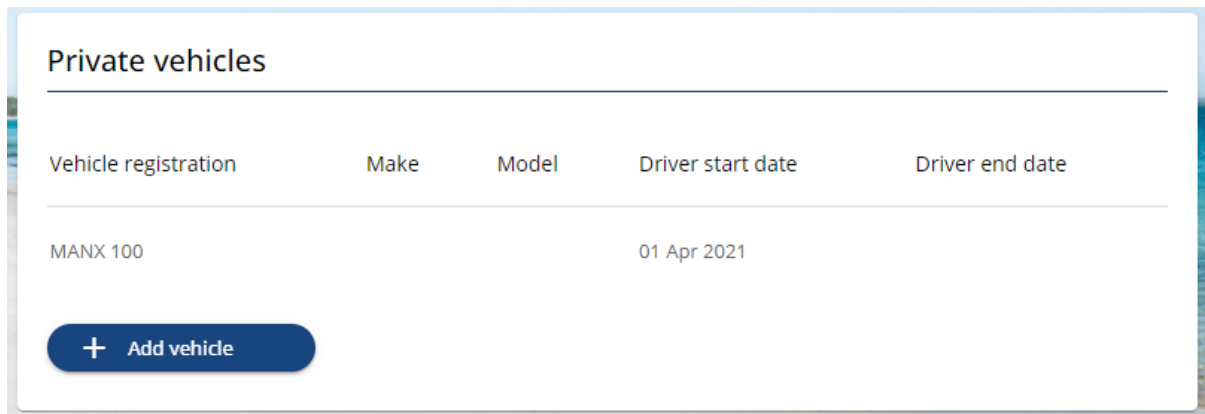 Private vehicles
Vehicle registration Make Model Driver start date Driver end date
MANX 100 01 Apr 2021
+ Add vehicle